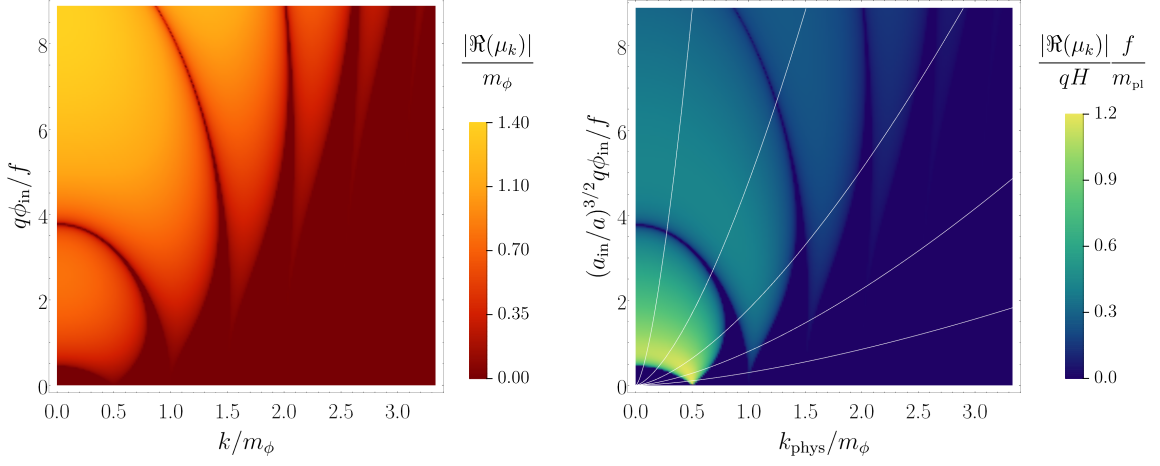 8
6
4
2
0
qϕ_in/f
0.0 0.5 1.0 1.5 2.0 2.5 3.0
k/m_ϕ
|ℜ(μ_k)|
m_ϕ
1.40
1.10
0.70
0.35
0.00
8
6
4
2
0
(a_in/a)^{3/2} qϕ_in/f
0.0 0.5 1.0 1.5 2.0 2.5 3.0
k_phys/m_ϕ
|ℜ(μ_k)| f
qH m_pl
1.2
0.9
0.6
0.3
0.0